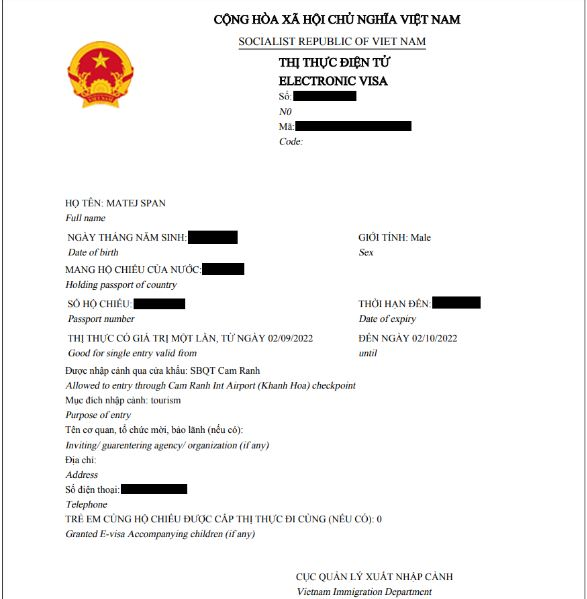 CỘNG HÒA XÃ HỘI CHỦ NGHĨA VIỆT NAM
SOCIALIST REPUBLIC OF VIET NAM
THỊ THỰC ĐIỆN TỬ
ELECTRONIC VISA
Số:
N0
Mã:
Code:
VIỆT NAM
HỌ TÊN: MATEJ SPAN
Full name
NGÀY THÁNG NĂM SINH: GIỚI TÍNH: Male
Date of birth Sex
MANG HỘ CHIẾU CỦA NƯỚC:
Holding passport of country
SỐ HỘ CHIẾU: THỜI HẠN ĐẾN:
Passport number Date of expiry
THỊ THỰC CÓ GIÁ TRỊ MỘT LẦN, TỪ NGÀY 02/09/2022 ĐẾN NGÀY 02/10/2022
Good for single entry valid from until
Được nhập cảnh qua cửa khẩu: SBQT Cam Ranh
Allowed to entry through Cam Ranh Int Airport (Khanh Hoa) checkpoint
Mục đích nhập cảnh: tourism
Purpose of entry
Tên cơ quan, tổ chức mời, bảo lãnh (nếu có):
Inviting/ guarentering agency/ organization (if any)
Địa chỉ:
Address
Số điện thoại:
Telephone
TRẺ EM CÙNG HỘ CHIẾU ĐƯỢC CẤP THỊ THỰC ĐI CÙNG (NẾU CÓ): 0
Granted E-visa Accompanying children (if any)
CỤC QUẢN LÝ XUẤT NHẬP CẢNH
Vietnam Immigration Department